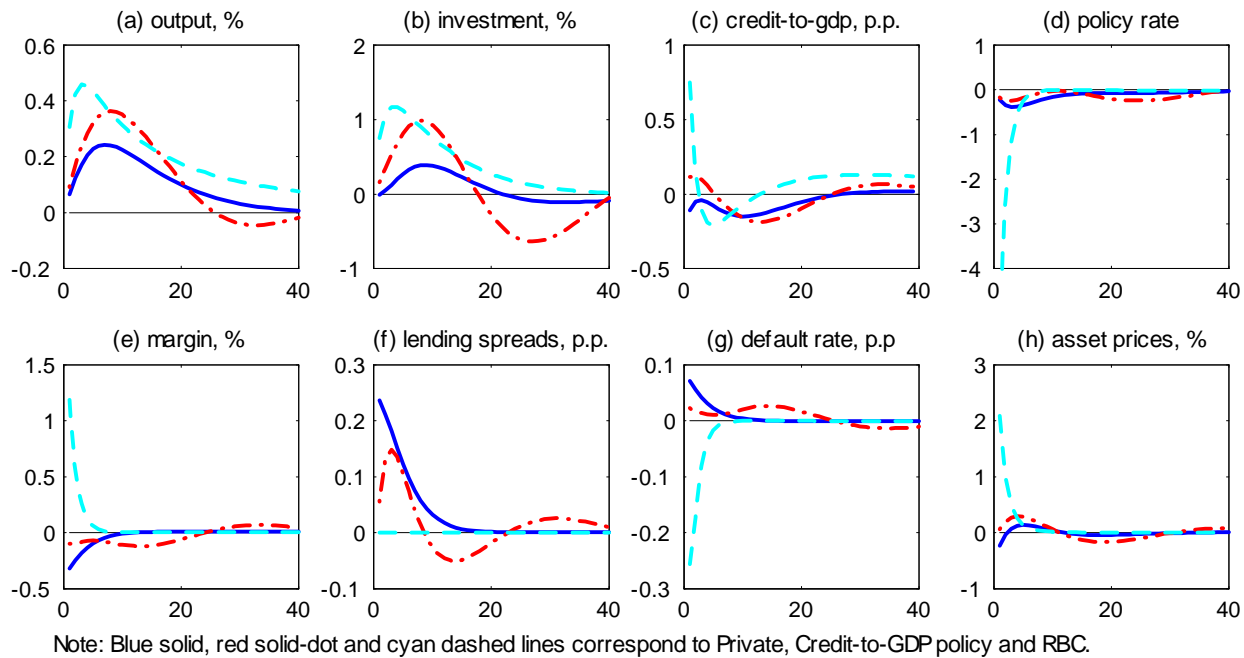 (a) output, %
(b) investment, %
(c) credit-to-gdp, p.p.
(d) policy rate
0.6
0.4
0.2
0
-0.2
0 20 40
2
1
0
-1
0 20 40
1
0.5
0
-0.5
0 20 40
1
0
-1
-2
-3
-4
0 20 40
(e) margin, %
(f) lending spreads, p.p.
(g) default rate, p.p
(h) asset prices, %
1.5
1
0.5
0
-0.5
0 20 40
0.3
0.2
0.1
0
-0.1
0 20 40
0.1
0
-0.1
-0.2
-0.3
0 20 40
3
2
1
0
-1
0 20 40
Note: Blue solid, red solid-dot and cyan dashed lines correspond to Private, Credit-to-GDP policy and RBC.